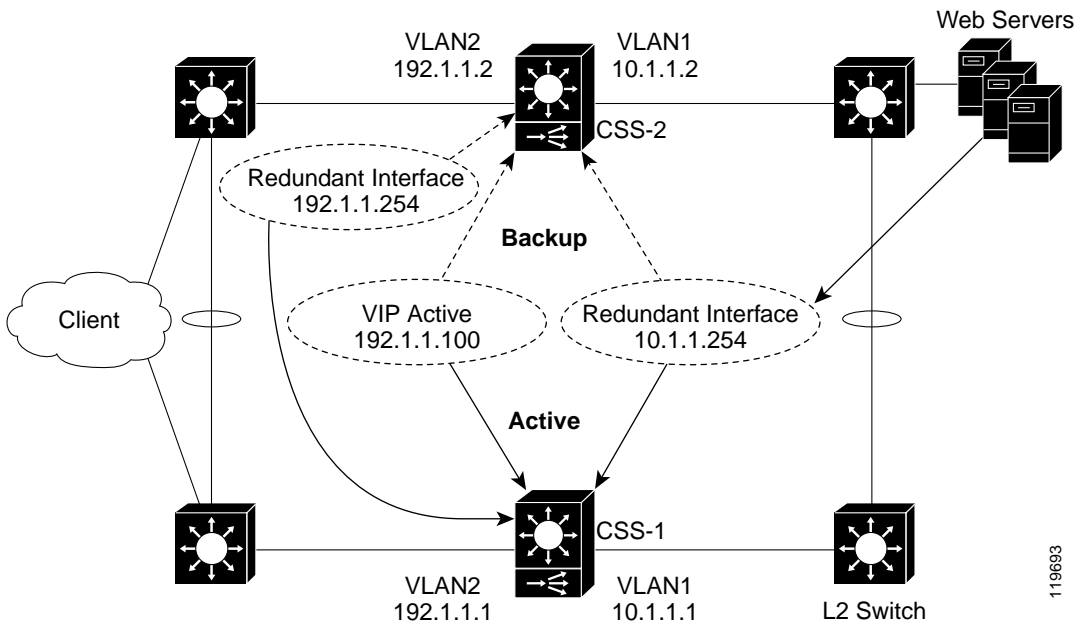 Web Servers
VLAN2
192.1.1.2
VLAN1
10.1.1.2
CSS-2
Redundant Interface
192.1.1.254
Backup
Client
VIP Active
192.1.1.100
Redundant Interface
10.1.1.254
Active
CSS-1
VLAN2
192.1.1.1
VLAN1
10.1.1.1
L2 Switch
119693